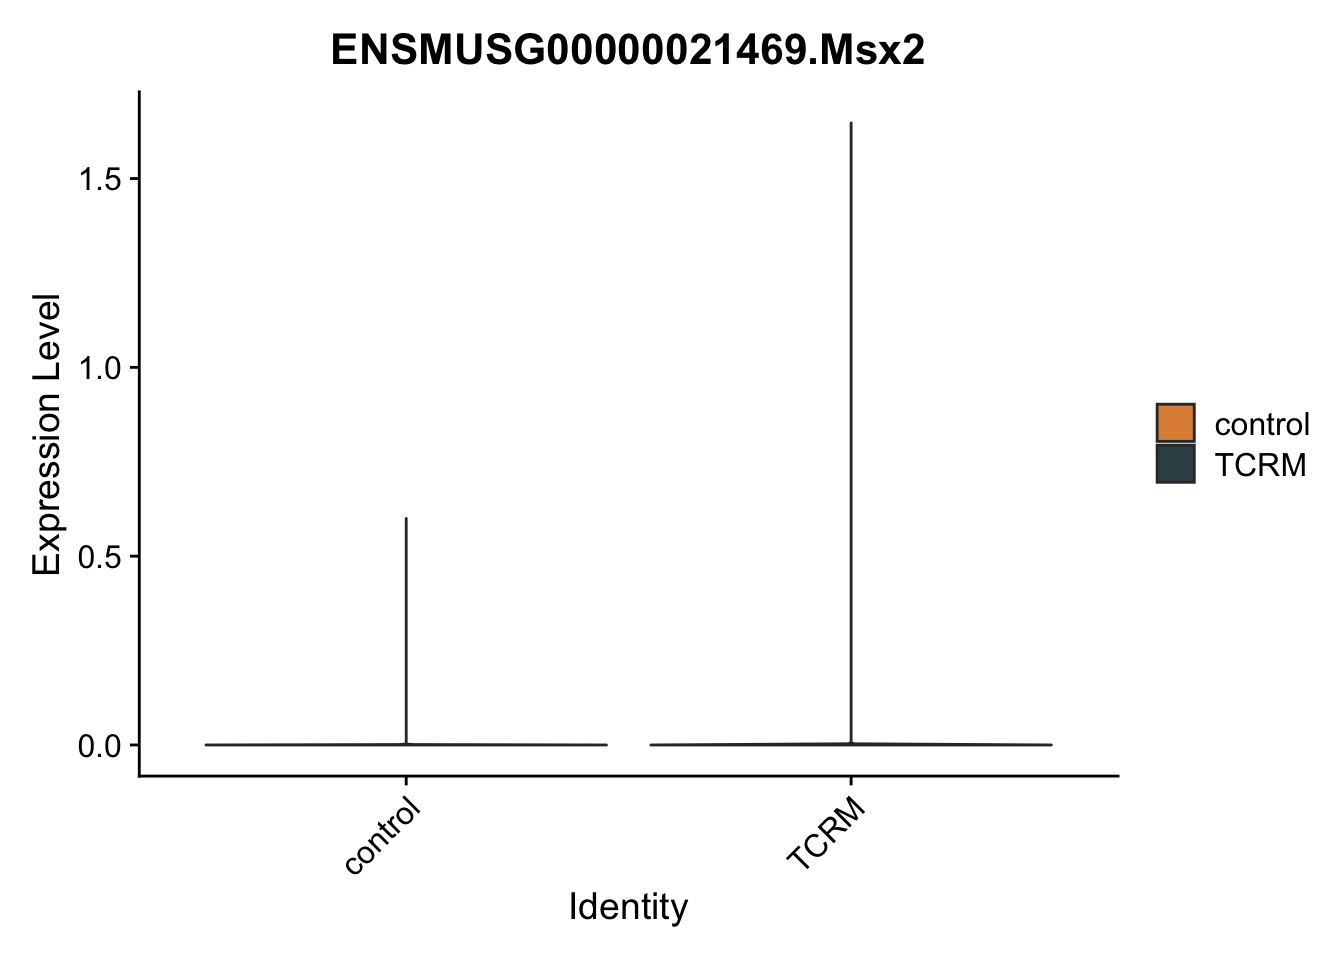 ENSMUSG00000021469.Msx2
Expression Level
1.5
1.0
0.5
0.0
control
TCRM
Identity
control
TCRM